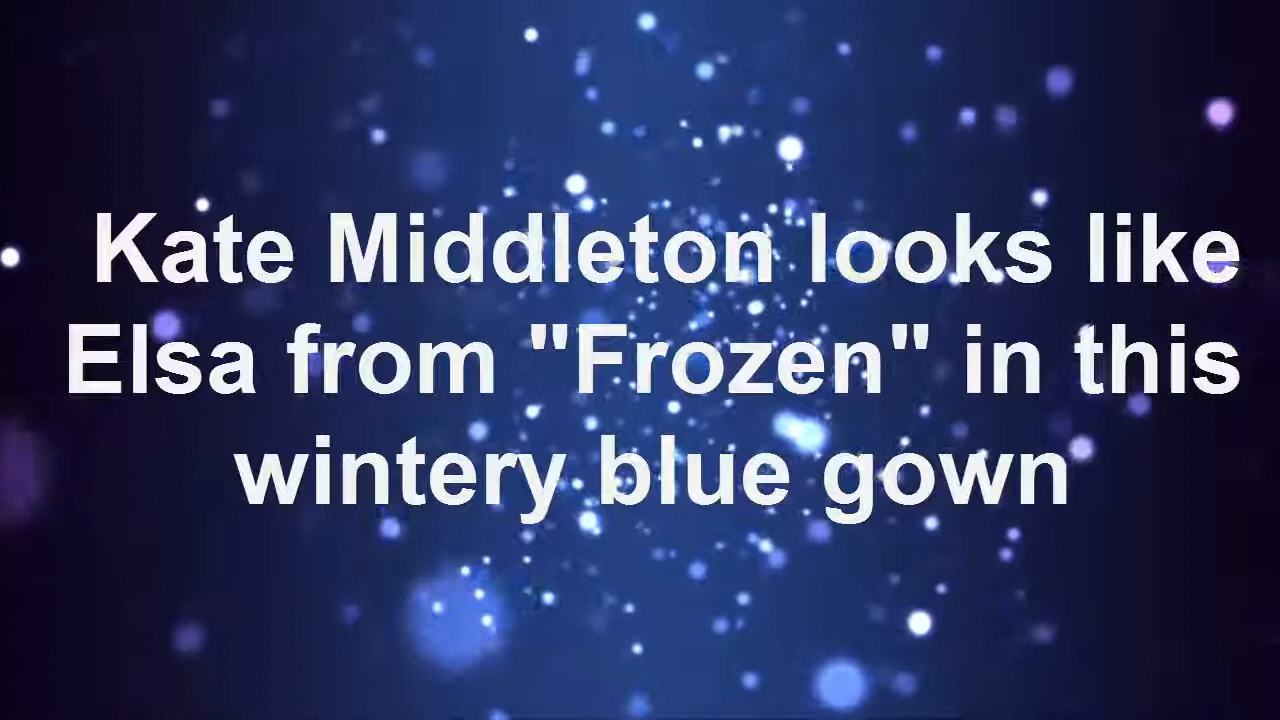 Kate Middleton looks like
Elsa from "Frozen" in this
wintery blue gown